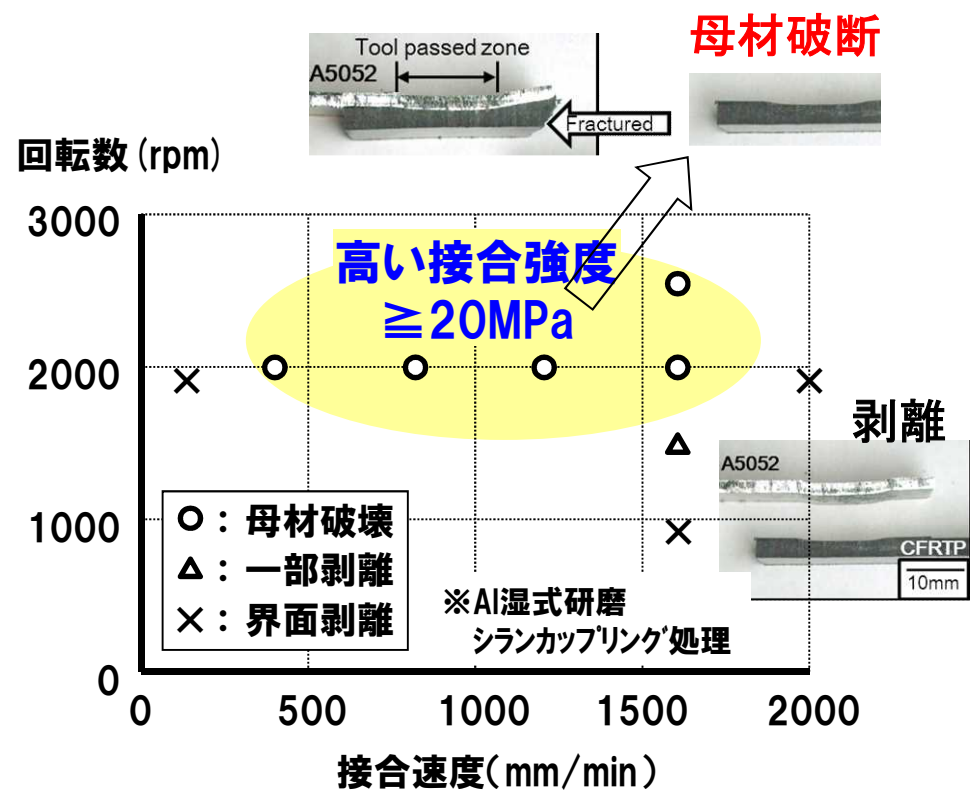 母材破断
Tool passed zone
A5052
Fractured
回転数(rpm)
3000
高い接合強度
≧20MPa
2000
剥離
A5052
1000
○：母材破壊
△：一部剥離
×：界面剥離
CFRTP
10mm
※Al湿式研磨
シランカップリング処理
0
0 500 1000 1500 2000
接合速度(mm/min)